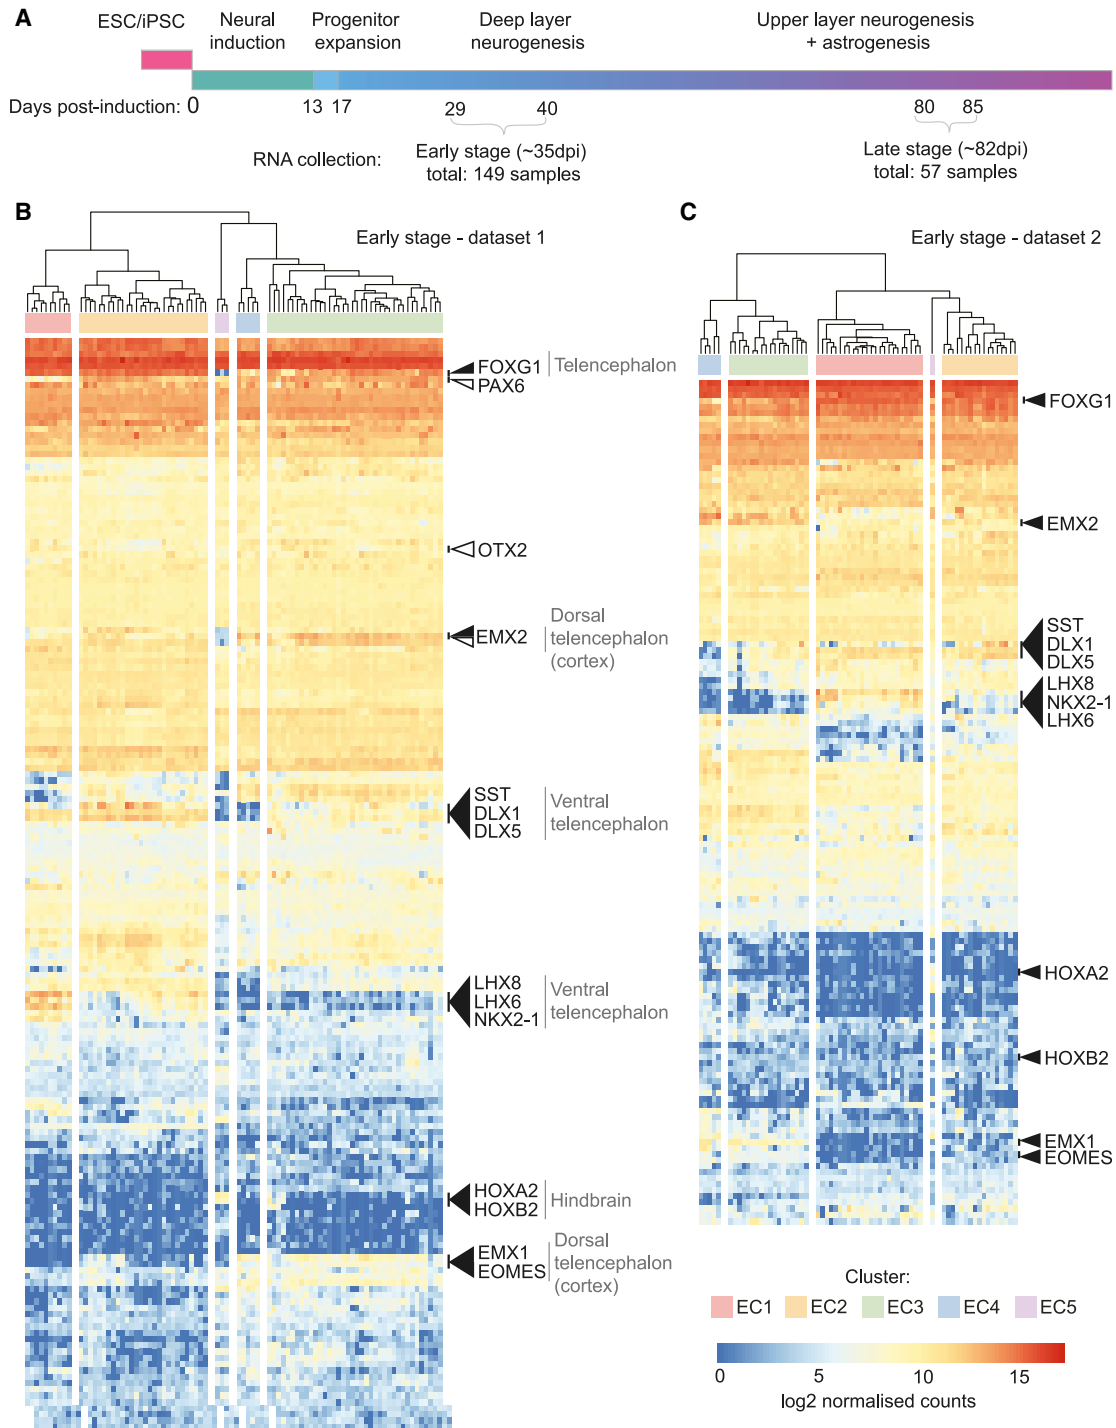 A
ESC/iPSC
Neural
induction
Progenitor
expansion
Deep layer
neurogenesis
Upper layer neurogenesis
+ astrogenesis
Days post-induction: 0
13 17 29 40 80 85
RNA collection:
Early stage (~35dpi)
total: 149 samples
Late stage (~82dpi)
total: 57 samples
B
Early stage - dataset 1
FOXG1
PAX6
Telencephalon
OTX2
EMX2
Dorsal
telencephalon
(cortex)
SST
DLX1
DLX5
Ventral
telencephalon
LHX8
LHX6
NKX2-1
Ventral
telencephalon
HOXA2
HOXB2
Hindbrain
EMX1
EOMES
Dorsal
telencephalon
(cortex)
C
Early stage - dataset 2
FOXG1
EMX2
SST
DLX1
DLX5
LHX8
NKX2-1
LHX6
HOXA2
HOXB2
EMX1
EOMES
Cluster:
EC1 EC2 EC3 EC4 EC5
0 5 10 15
log2 normalised counts